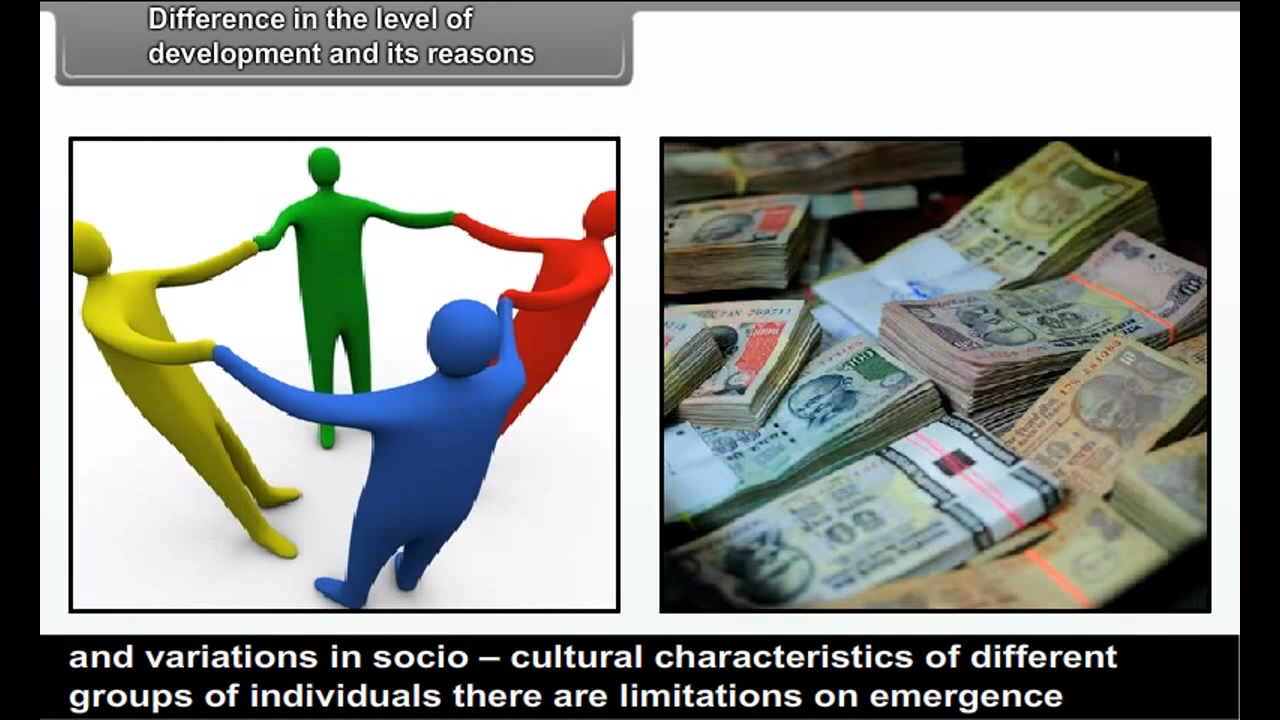 Difference in the level of
development and its reasons
and variations in socio – cultural characteristics of different
groups of individuals there are limitations on emergence